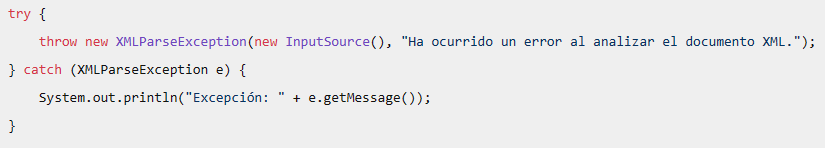 try {
    throw new XMLParseException(new InputSource(), "Ha ocurrido un error al analizar el documento XML.");
} catch (XMLParseException e) {
    System.out.println("Excepción: " + e.getMessage());
}